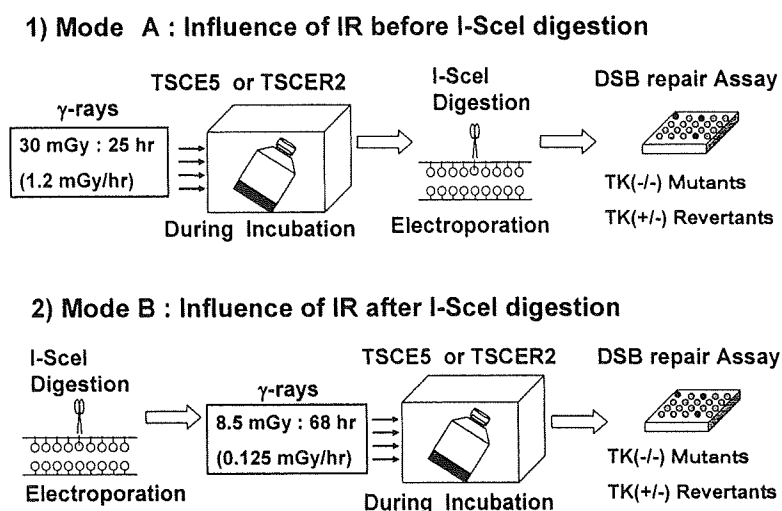 1) Mode A : Influence of IR before I-SceI digestion
TSCE5 or TSCER2
I-SceI
Digestion
DSB repair Assay
γ-rays
30 mGy : 25 hr
(1.2 mGy/hr)
During Incubation
Electroporation
TK(-/-) Mutants
TK(+/-) Revertants
2) Mode B : Influence of IR after I-SceI digestion
I-SceI
Digestion
TSCE5 or TSCER2
DSB repair Assay
γ-rays
8.5 mGy : 68 hr
(0.125 mGy/hr)
Electroporation
During Incubation
TK(-/-) Mutants
TK(+/-) Revertants